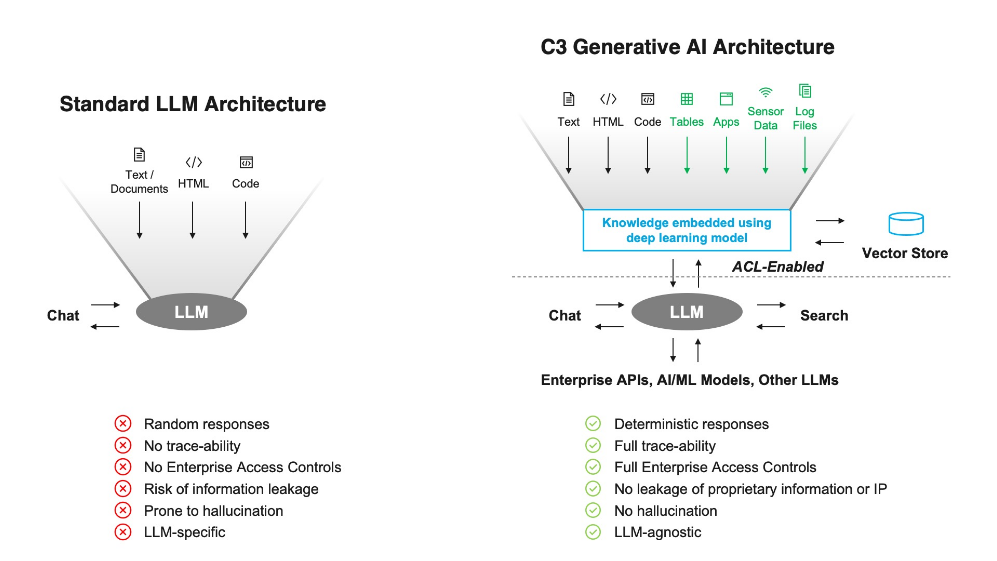 Standard LLM Architecture
Text /
Documents
HTML
Code
Chat
LLM
Random responses
No trace-ability
No Enterprise Access Controls
Risk of information leakage
Prone to hallucination
LLM-specific
C3 Generative AI Architecture
Text
HTML
Code
Tables
Apps
Sensor
Data
Log
Files
Knowledge embedded using
deep learning model
Vector Store
ACL-Enabled
Chat
LLM
Search
Enterprise APIs, AI/ML Models, Other LLMs
Deterministic responses
Full trace-ability
Full Enterprise Access Controls
No leakage of proprietary information or IP
No hallucination
LLM-agnostic